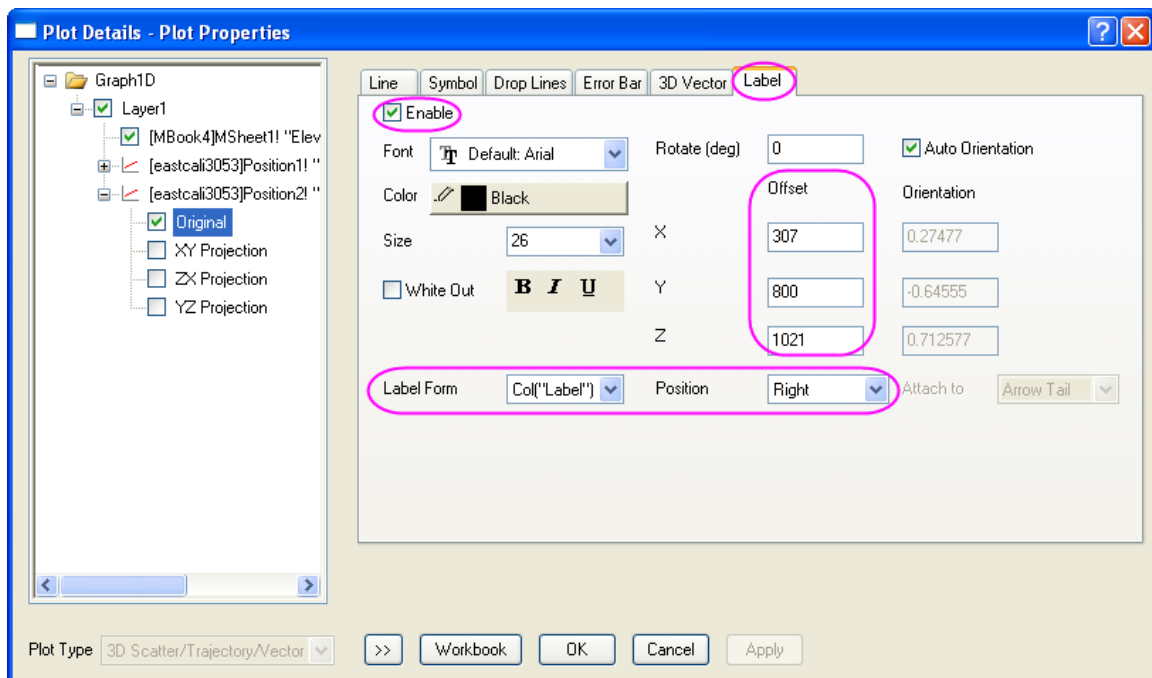 Plot Details - Plot Properties
Graph1D
Layer1
[MBook4]MSheet1! "Elev
[eastcali3053]Position1! "
[eastcali3053]Position2! "
Original
XY Projection
ZX Projection
YZ Projection
Line Symbol Drop Lines Error Bar 3D Vector Label
Enable
Font Default: Arial Rotate (deg) 0 Auto Orientation
Color Black Offset Orientation
Size 26 X 307 0.27477
White Out B I U Y 800 -0.64555
Z 1021 0.712577
Label Form Col("Label") Position Right Attach to Arrow Tail
Plot Type 3D Scatter/Trajectory/Vector >> Workbook OK Cancel Apply